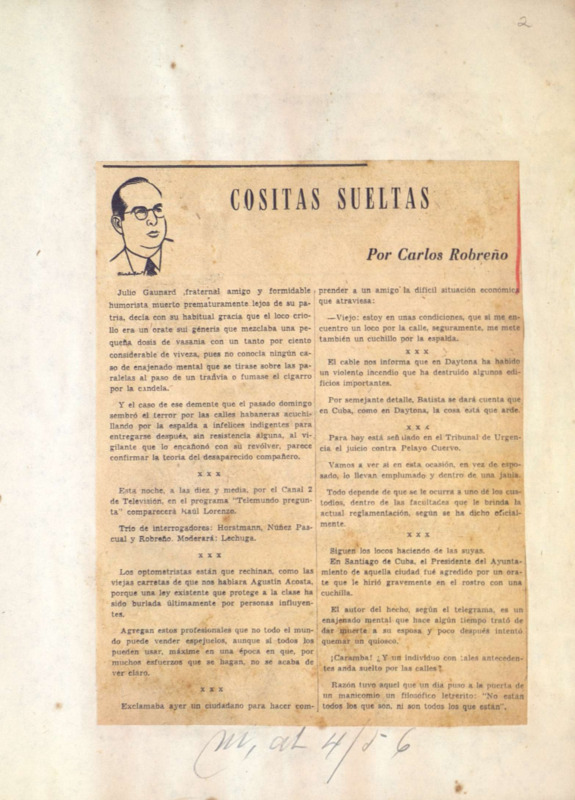 2
COSITAS SUELTAS
Por Carlos Robreño
Julio Gaunard ,fraternal amigo y formidable
humorista muerto prematuramente lejos de su pa-
tria, decía con su habitual gracia que el loco crio-
llo era un orate sui géneris que mezclaba una pe-
queña dosis de vasania con un tanto por ciento
considerable de viveza, pues no conocía ningún ca-
so de enajenado mental que se tirase sobre las pa-
ralelas al paso de un tranvía o fumase el cigarro
por la candela.
Y el caso de ese demente que el pasado domingo
sembró el terror por las calles habaneras acuchi-
llando por la espalda a infelices indigentes para
entregarse después, sin resistencia alguna, al vi-
gilante que lo encañonó con su revólver, parece
confirmar la teoría del desaparecido compañero.
x x x
Esta noche, a las diez y media, por el Canal 2
de Televisión, en el programa "Telemundo pregun-
ta" comparecerá Raúl Lorenzo.
Trío de interrogadores: Horstmann, Núñez Pas-
cual y Robreño. Moderará: Lechuga.
x x x
Los optometristas están que rechinan, como las
viejas carretas de que nos hablara Agustín Acosta,
porque una ley existente que protege a la clase ha
sido burlada últimamente por personas influyen-
tes.
Agregan estos profesionales que no todo el mun-
do puede vender espejuelos, aunque sí todos los
pueden usar, máxime en una época en que, por
muchos esfuerzos que se hagan, no se acaba de
ver claro.
x x x
Exclamaba ayer un ciudadano para hacer com-
prender a un amigo la difícil situación económica
que atraviesa:
—Viejo: estoy en unas condiciones, que si me en-
cuentro un loco por la calle, seguramente, me mete
también un cuchillo por la espalda.
x x x
El cable nos informa que en Daytona ha habido
un violento incendio que ha destruido algunos edi-
ficios importantes.
Por semejante detalle, Batista se dará cuenta que
en Cuba, como en Daytona, la cosa está que arde.
x x x
Para hoy está señalado en el Tribunal de Urgen-
cia el juicio contra Pelayo Cuervo.
Vamos a ver si en esta ocasión, en vez de espo-
sado, lo llevan emplumado y dentro de una jaula.
Todo depende de que se le ocurra a uno de los cus-
todios, dentro de las facultades que le brinda la
actual reglamentación, según se ha dicho oficial-
mente.
x x x
Siguen los locos haciendo de las suyas.
En Santiago de Cuba, el Presidente del Ayunta-
miento de aquella ciudad fué agredido por un ora-
te que le hirió gravemente en el rostro con una
cuchilla.
El autor del hecho, según el telegrama, es un
enajenado mental que hace algún tiempo trató de
dar muerte a su esposa y poco después intentó
quemar un quiosco.
¡Caramba! ¿Y un individuo con tales anteceden-
tes anda suelto por las calles?
Razón tuvo aquel que un día puso a la puerta de
un manicomio un filosófico letrerito: "No están
todos los que son, ni son todos los que están".
4/56